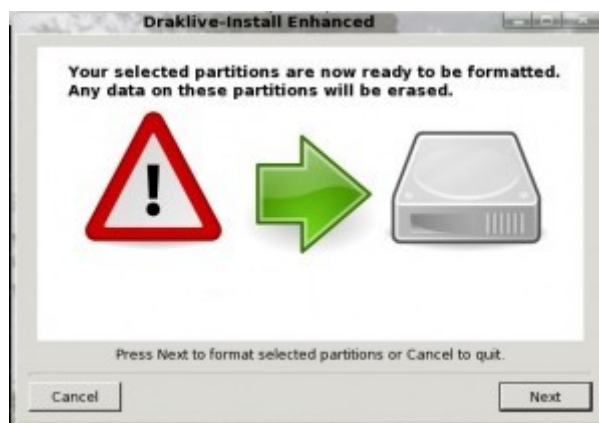 Draklive-Install Enhanced
Your selected partitions are now ready to be formatted.
Any data on these partitions will be erased.
!
Press Next to format selected partitions or Cancel to quit.
Cancel
Next